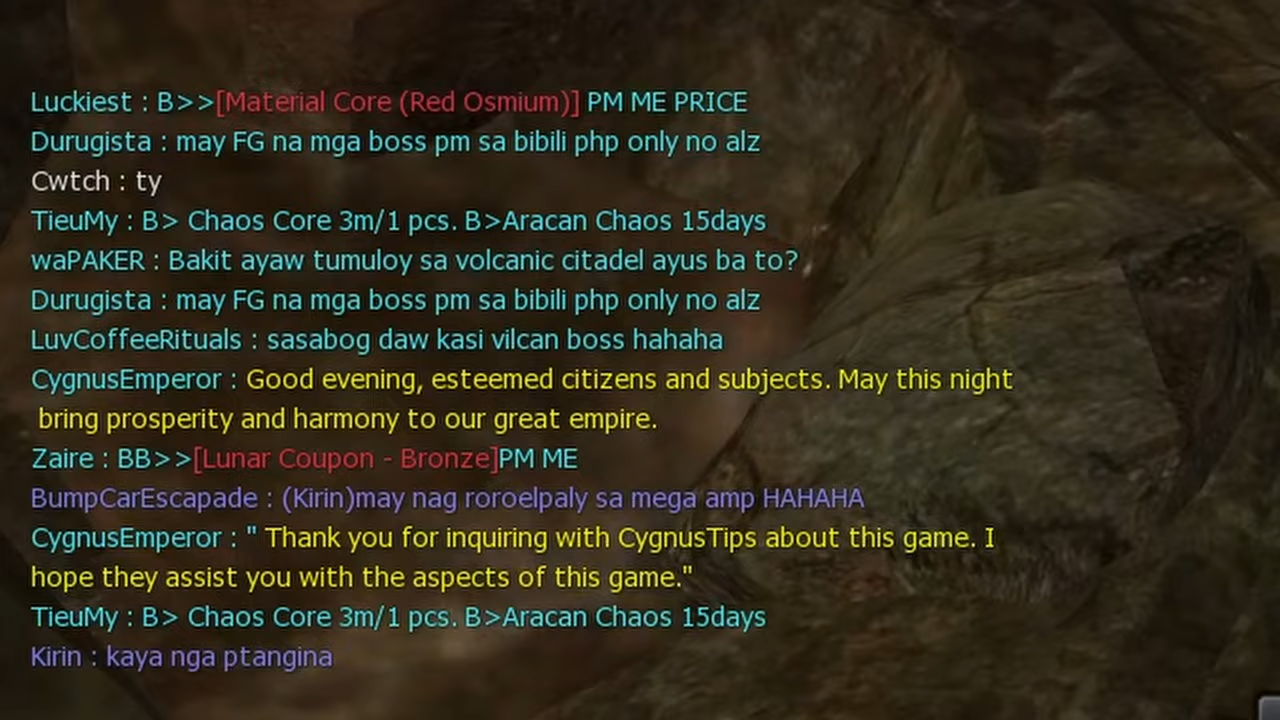 Luckiest : B>>[Material Core (Red Osmium)] PM ME PRICE
Durugista : may FG na mga boss pm sa bibili php only no alz
Cwtch : ty
TieuMy : B> Chaos Core 3m/1 pcs. B>Aracan Chaos 15days
waPAKER : Bakit ayaw tumuloy sa volcanic citadel ayus ba to?
Durugista : may FG na mga boss pm sa bibili php only no alz
LuvCoffeeRituals : sasabog daw kasi vilcan boss hahaha
CygnusEmperor : Good evening, esteemed citizens and subjects. May this night
bring prosperity and harmony to our great empire.
Zaire : BB>>[Lunar Coupon - Bronze]PM ME
BumpCarEscapade : (Kirin)may nag roroelpaly sa mega amp HAHAHA
CygnusEmperor : " Thank you for inquiring with CygnusTips about this game. I
hope they assist you with the aspects of this game."
TieuMy : B> Chaos Core 3m/1 pcs. B>Aracan Chaos 15days
Kirin : kaya nga ptangina